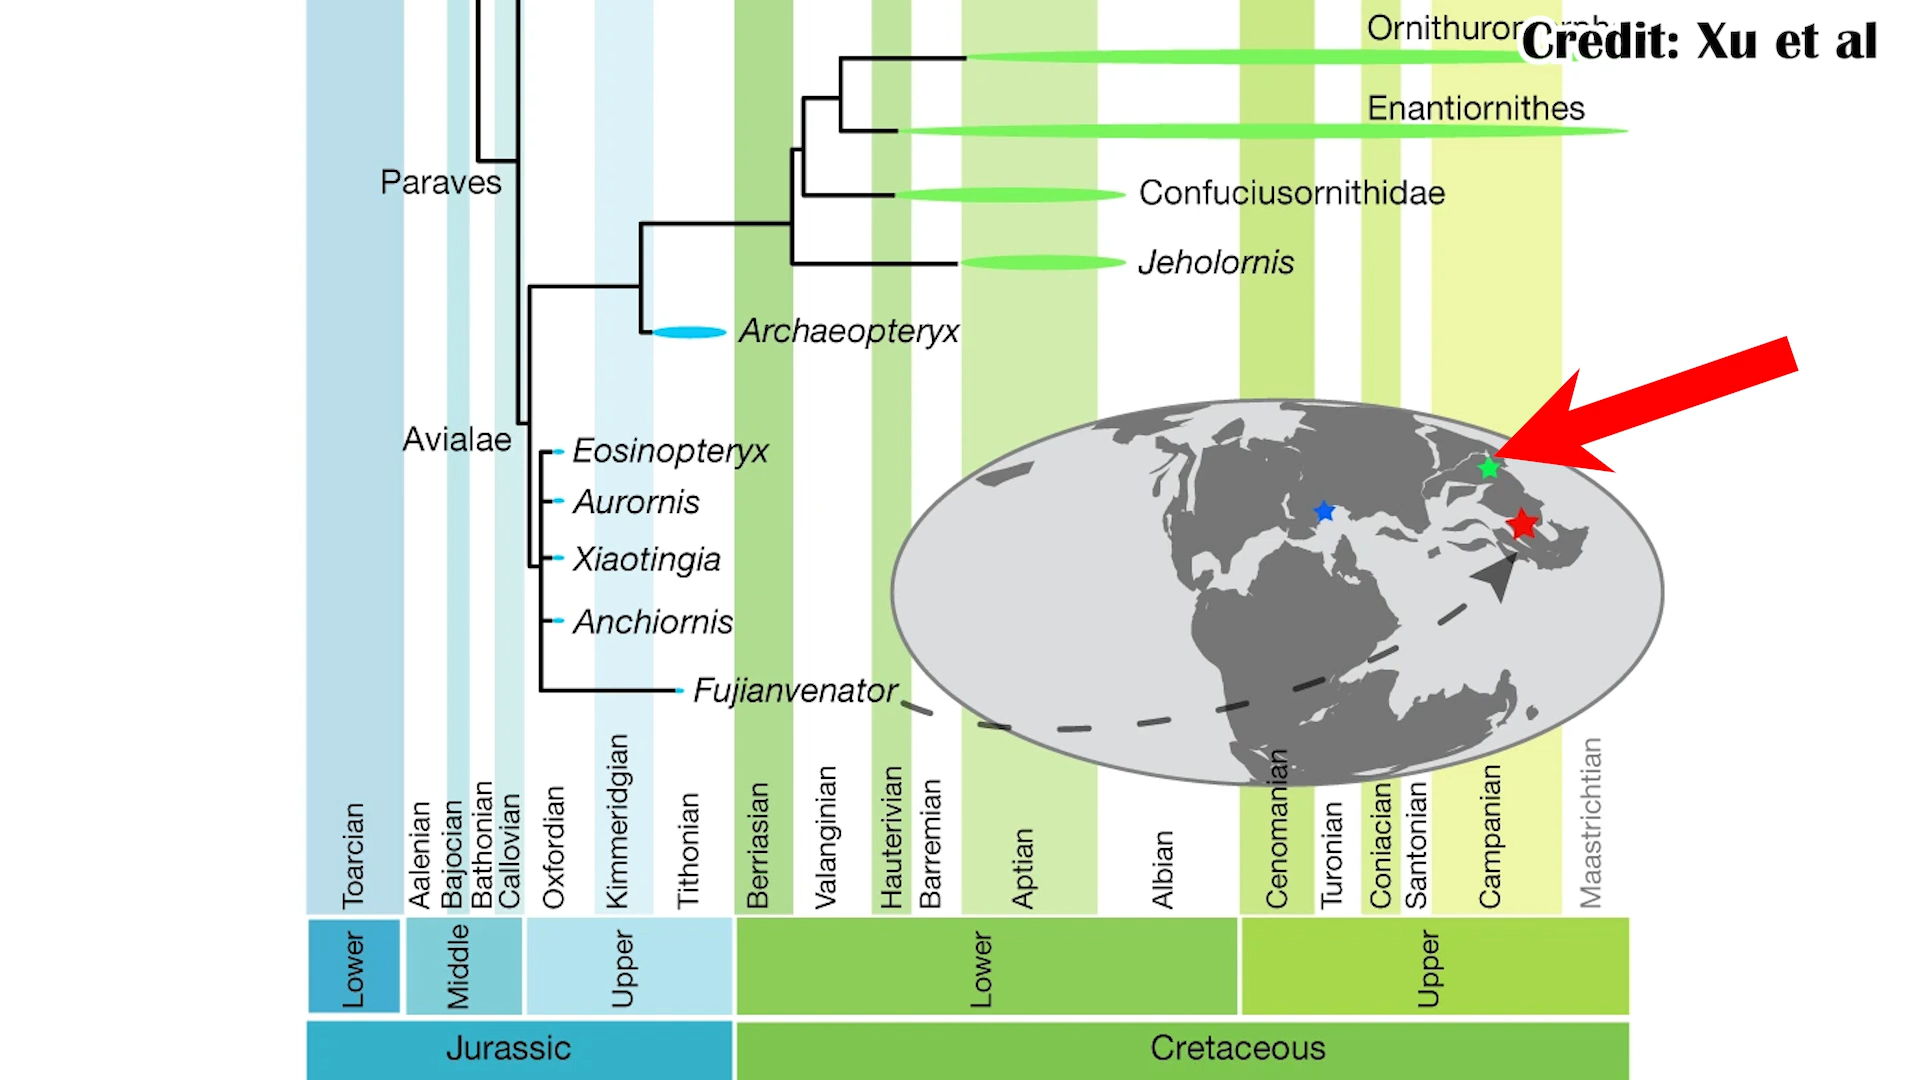 Credit: Xu et al
Enantiornithes
Paraves
Confuciusornithidae
Jeholornis
Archaeopteryx
Avialae
Eosinopteryx
Aurornis
Xiaotingia
Anchiornis
Fujianvenator
Toarcian
Aalenian
Bajocian
Bathonian
Callovian
Oxfordian
Kimmeridgian
Tithonian
Berriasian
Valanginian
Hauterivian
Barremian
Aptian
Albian
Cenomanian
Turonian
Coniacian
Santonian
Campanian
Maastrichtian
Lower
Middle
Upper
Lower
Upper
Jurassic
Cretaceous